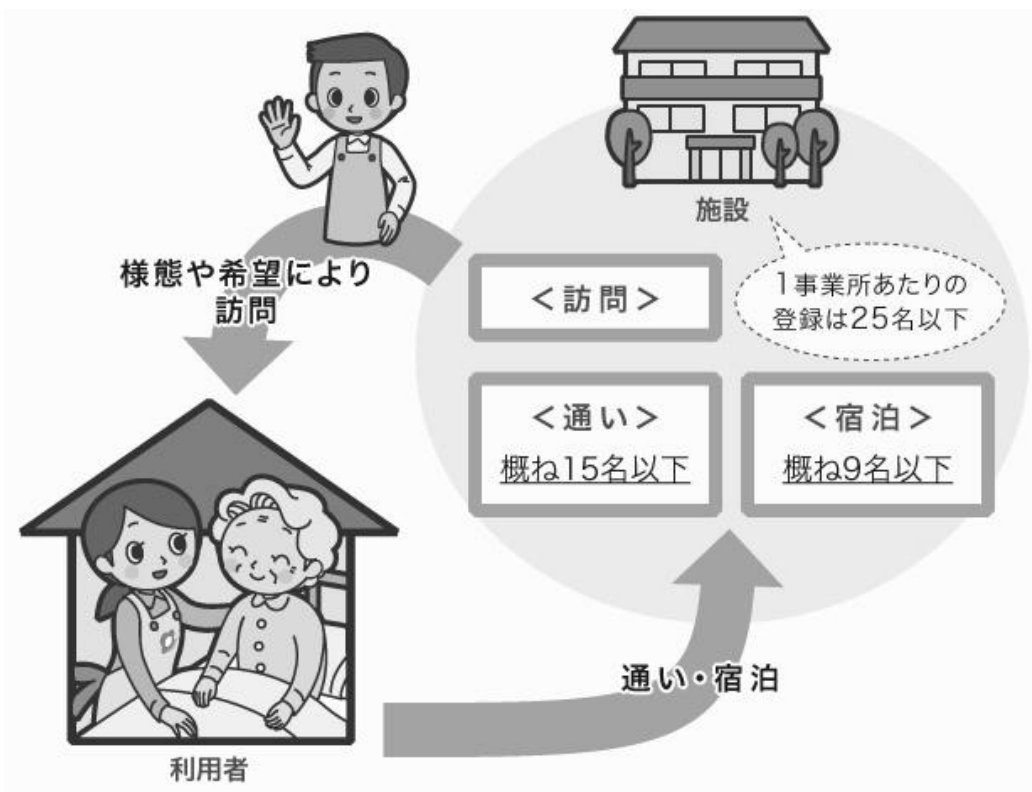 施設
1事業所あたりの
登録は25名以下
様態や希望により
訪問
＜訪問＞
＜通い＞
概ね15名以下
＜宿泊＞
概ね9名以下
通い・宿泊
利用者